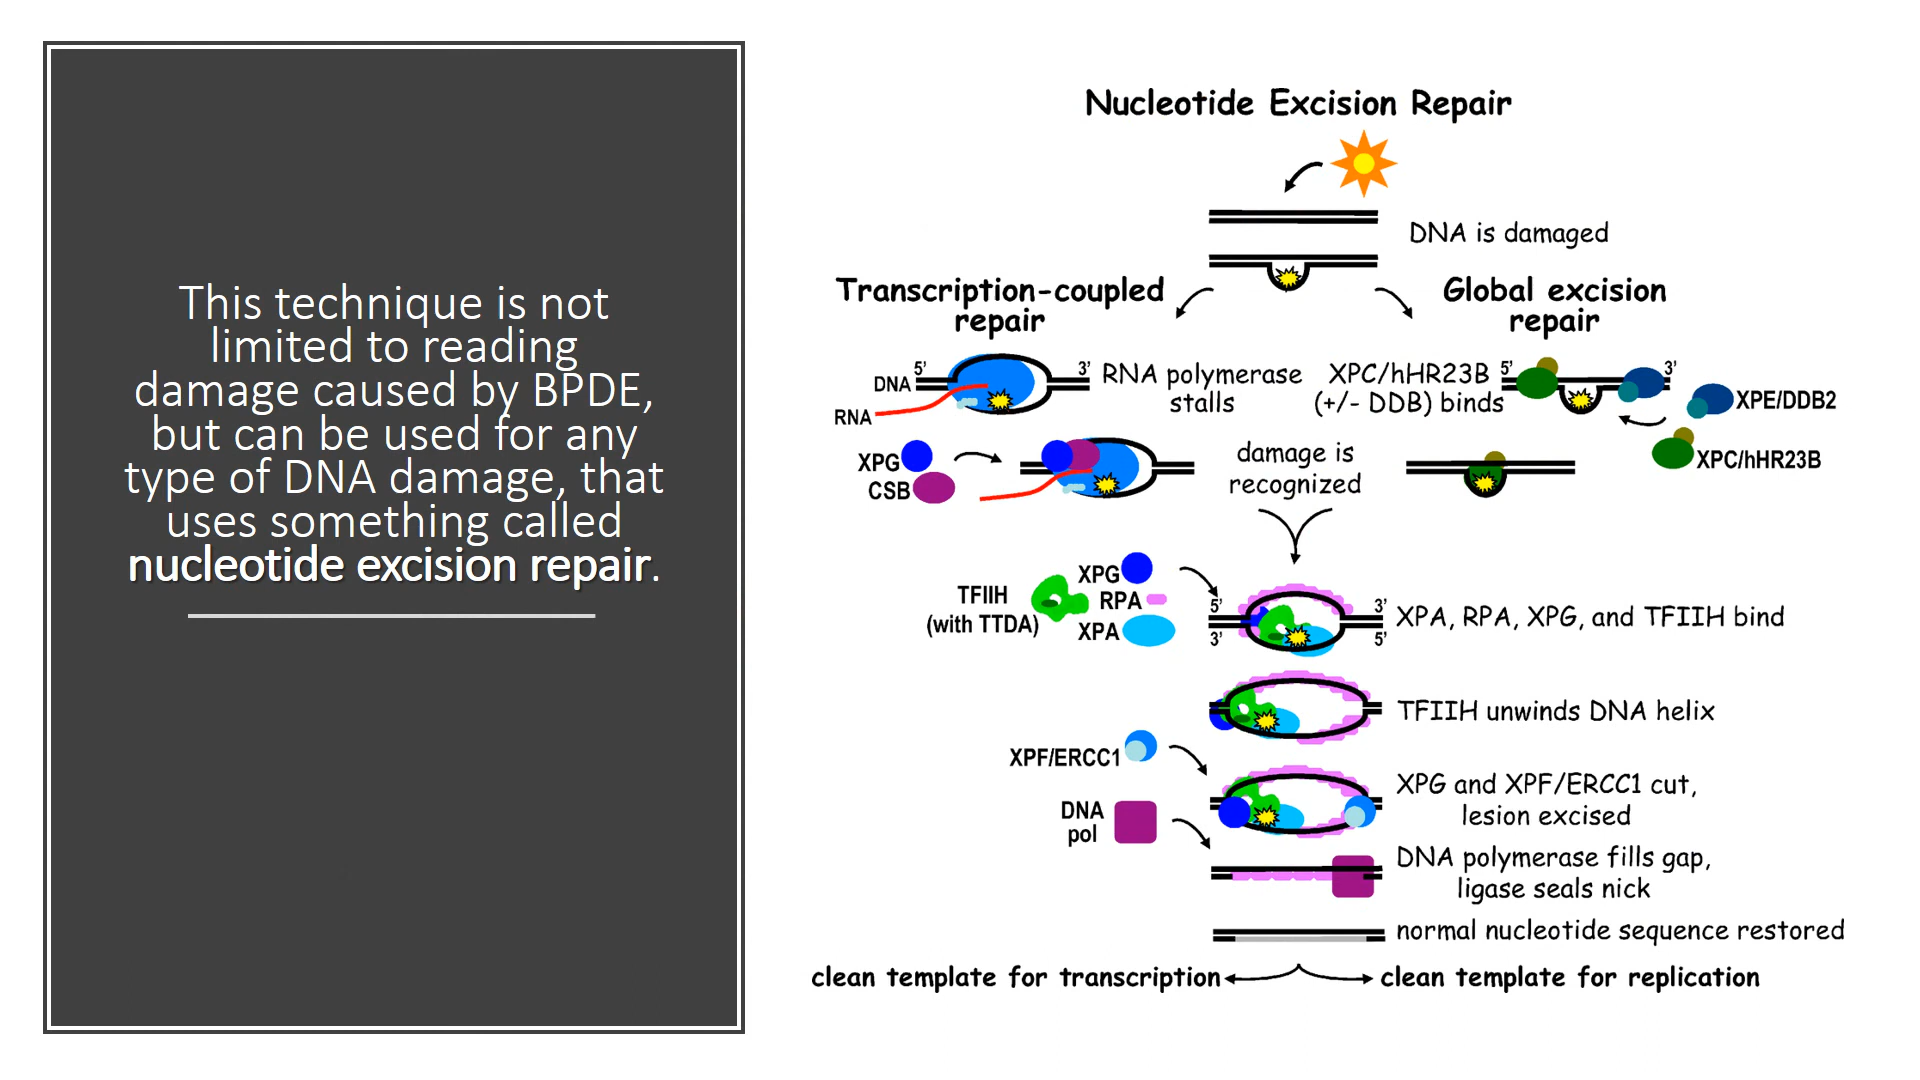 This technique is not
limited to reading
damage caused by BPDE,
but can be used for any
type of DNA damage, that
uses something called
nucleotide excision repair.
Nucleotide Excision Repair
DNA is damaged
Transcription-coupled
repair
Global excision
repair
5'
3'
DNA
RNA
RNA polymerase
stalls
XPC/hHR23B
(+/- DDB) binds
5'
3'
XPE/DDB2
XPC/hHR23B
XPG
CSB
damage is
recognized
TFIIH
(with TTDA)
XPG
RPA
XPA
5'
3'
3'
5'
XPA, RPA, XPG, and TFIIH bind
TFIIH unwinds DNA helix
XPF/ERCC1
XPG and XPF/ERCC1 cut,
lesion excised
DNA
pol
DNA polymerase fills gap,
ligase seals nick
normal nucleotide sequence restored
clean template for transcription
clean template for replication